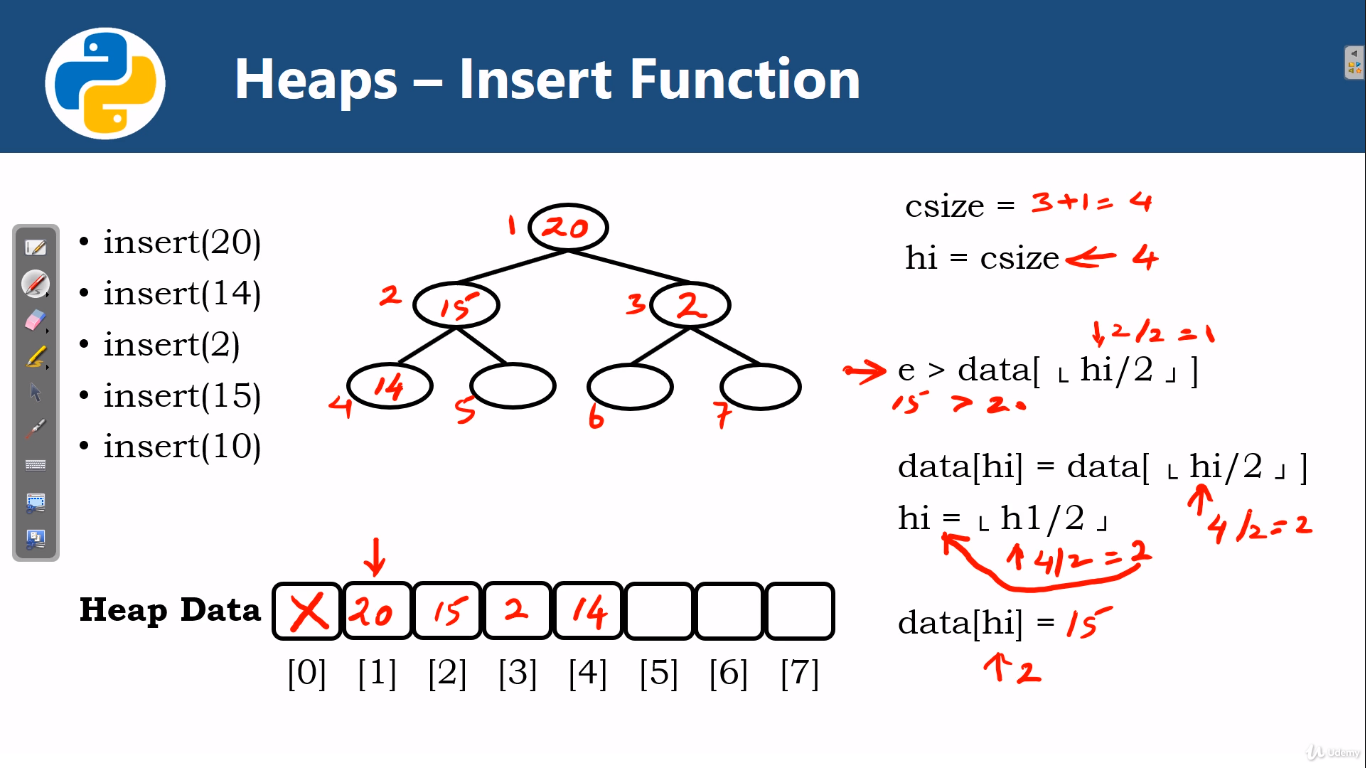 Heaps – Insert Function
• insert(20)
• insert(14)
• insert(2)
• insert(15)
• insert(10)
1 20
2 15
3 2
4 14
5
6
7
csize = 3+1= 4
hi = csize ← 4
↓2/2 =1
→ e > data[ ⌞ hi/2 ⌟ ]
15 > 20
data[hi] = data[ ⌞ hi/2 ⌟ ]
↑ 4/2=2
hi = ⌞ h1/2 ⌟
↑ 4/2 = 2
data[hi] = 15
↑ 2
↓
Heap Data X 20 15 2 14
[0] [1] [2] [3] [4] [5] [6] [7]
Udemy